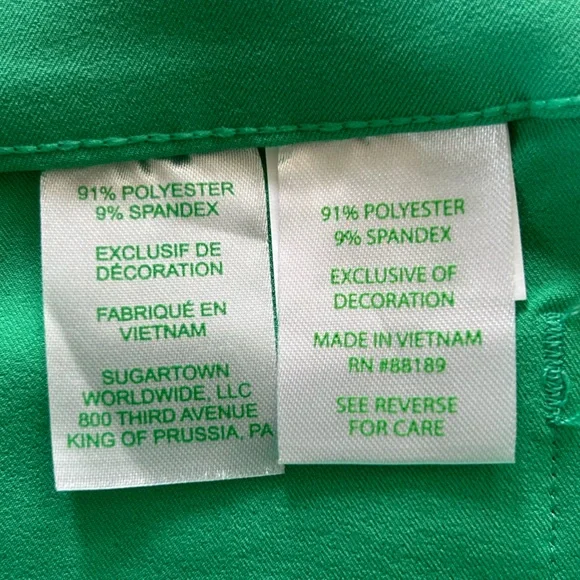 91% POLYESTER
9% SPANDEX
EXCLUSIF DE
DÉCORATION
FABRIQUÉ EN
VIETNAM
SUGARTOWN
WORLDWIDE, LLC
800 THIRD AVENUE
KING OF PRUSSIA, PA
91% POLYESTER
9% SPANDEX
EXCLUSIVE OF
DECORATION
MADE IN VIETNAM
RN #88189
SEE REVERSE
FOR CARE